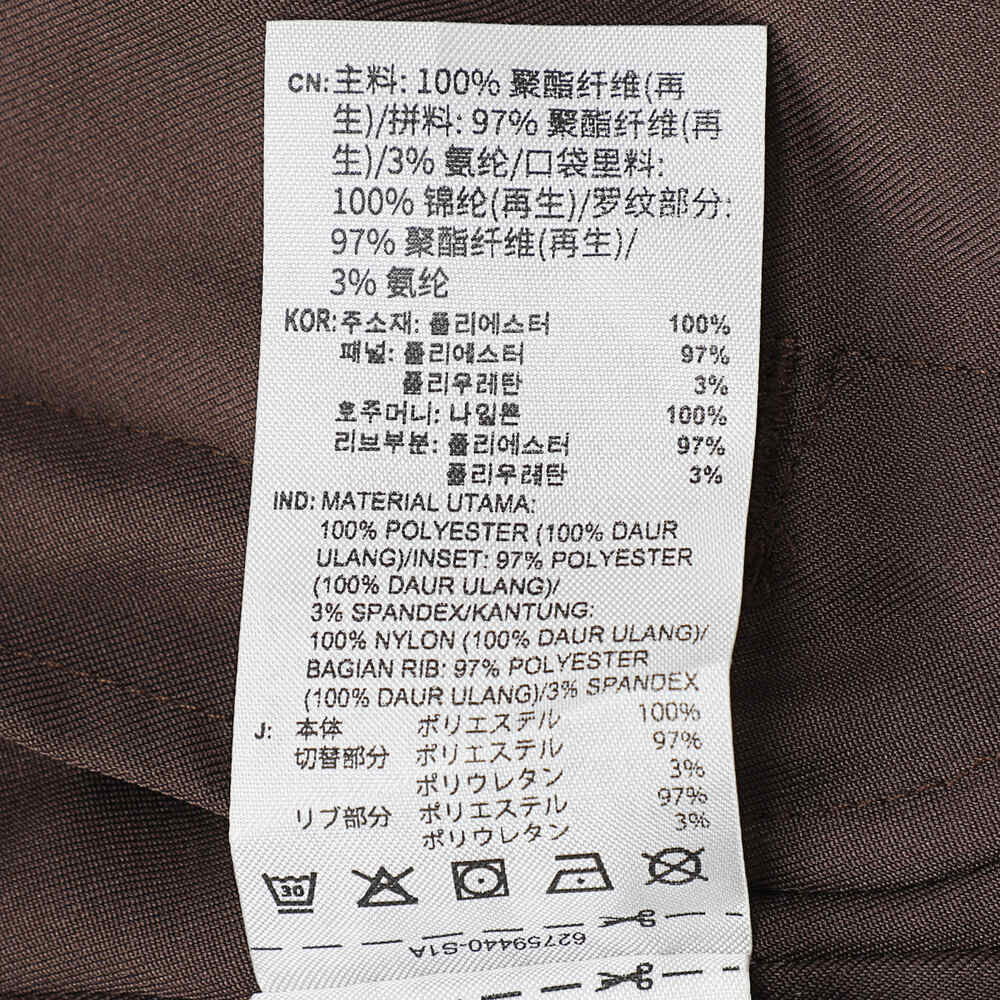 CN: 主料: 100% 聚酯纤维(再
生)/拼料: 97% 聚酯纤维(再
生)/3% 氨纶/口袋里料:
100% 锦纶(再生)/罗纹部分:
97% 聚酯纤维(再生)/
3% 氨纶
KOR: 주소재: 폴리에스터 100%
패널: 폴리에스터 97%
폴리우레탄 3%
호주머니: 나일론 100%
리브부분: 폴리에스터 97%
폴리우레탄 3%
IND: MATERIAL UTAMA:
100% POLYESTER (100% DAUR
ULANG)/INSET: 97% POLYESTER
(100% DAUR ULANG)/
3% SPANDEX/KANTUNG:
100% NYLON (100% DAUR ULANG)/
BAGIAN RIB: 97% POLYESTER
(100% DAUR ULANG)/3% SPANDEX
J: 本体 ポリエステル 100%
切替部分 ポリエステル 97%
ポリウレタン 3%
リブ部分 ポリエステル 97%
ポリウレタン 3%
30
62759440-S1A